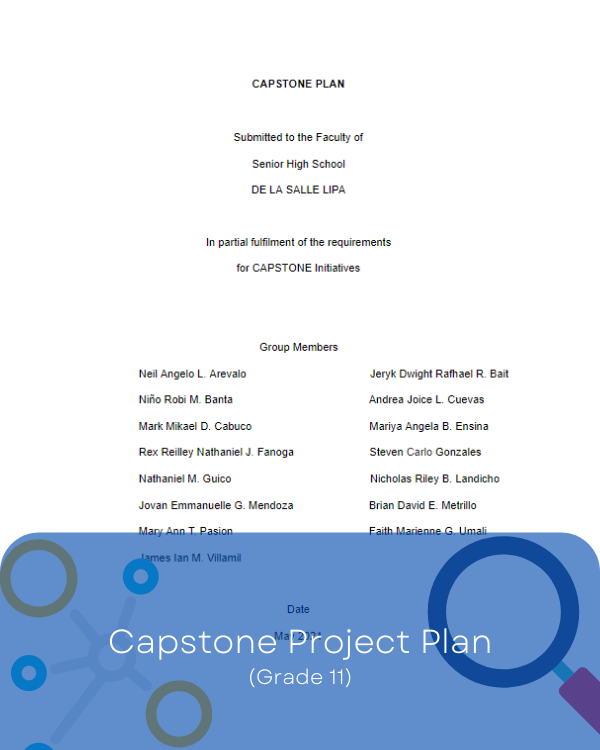 CAPSTONE PLAN
Submitted to the Faculty of
Senior High School
DE LA SALLE LIPA
In partial fulfilment of the requirements
for CAPSTONE Initiatives
Group Members
Neil Angelo L. Arevalo
Jeryk Dwight Rafhael R. Bait
Niño Robi M. Banta
Andrea Joice L. Cuevas
Mark Mikael D. Cabuco
Mariya Angela B. Ensina
Rex Reilley Nathaniel J. Fanoga
Steven Carlo Gonzales
Nathaniel M. Guico
Nicholas Riley B. Landicho
Jovan Emmanuelle G. Mendoza
Brian David E. Metrillo
Mary Ann T. Pasion
Faith Marienne G. Umali
James Ian M. Villamil
Date
May
Capstone Project Plan
(Grade 11)